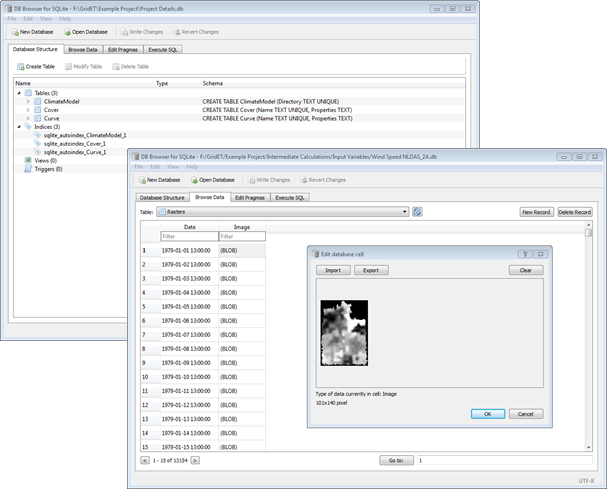 DB Browser for SQLite - F:\GridET\Example Project\Project Details.db
File Edit View Help
New Database Open Database Write Changes Revert Changes
Database Structure Browse Data Edit Pragmas Execute SQL
Create Table Modify Table Delete Table
Name Type Schema
Tables (3)
ClimateModel CREATE TABLE ClimateModel (Directory TEXT UNIQUE)
Cover CREATE TABLE Cover (Name TEXT UNIQUE, Properties TEXT)
Curve CREATE TABLE Curve (Name TEXT UNIQUE, Properties TEXT)
Indices (3)
sqlite_autoindex_ClimateModel_1
sqlite_autoindex_Cover_1
sqlite_autoindex_Curve_1
Views (0)
Triggers (0)
DB Browser for SQLite - F:/GridET/Example Project/Intermediate Calculations/Input Variables/Wind Speed NLDAS_2A.db
File Edit View Help
New Database Open Database Write Changes Revert Changes
Database Structure Browse Data Edit Pragmas Execute SQL
Table: Rasters New Record Delete Record
Date Image
Filter Filter
1 1979-01-01 13:00:00 (BLOB)
2 1979-01-02 13:00:00 (BLOB)
3 1979-01-03 13:00:00 (BLOB)
4 1979-01-04 13:00:00 (BLOB)
5 1979-01-05 13:00:00 (BLOB)
6 1979-01-06 13:00:00 (BLOB)
7 1979-01-07 13:00:00 (BLOB)
8 1979-01-08 13:00:00 (BLOB)
9 1979-01-09 13:00:00 (BLOB)
10 1979-01-10 13:00:00 (BLOB)
11 1979-01-11 13:00:00 (BLOB)
12 1979-01-12 13:00:00 (BLOB)
13 1979-01-13 13:00:00 (BLOB)
14 1979-01-14 13:00:00 (BLOB)
15 1979-01-15 13:00:00 (BLOB)
< 1 - 15 of 13154 > Go to: 1
UTF-8
Edit database cell
Import Export Clear
Type of data currently in cell: Image
101x140 pixel
OK Cancel